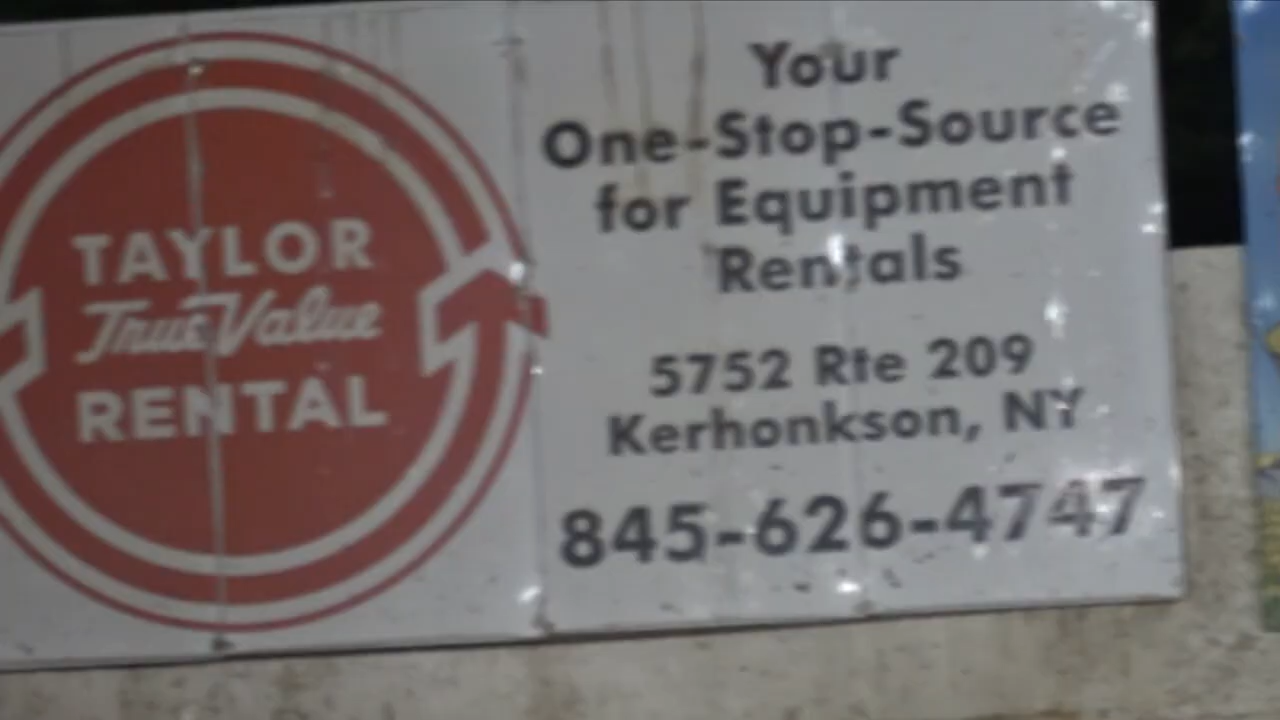 TAYLOR
True Value
RENTAL
Your
One-Stop-Source
for Equipment
Rentals
5752 Rte 209
Kerhonkson, NY
845-626-4747